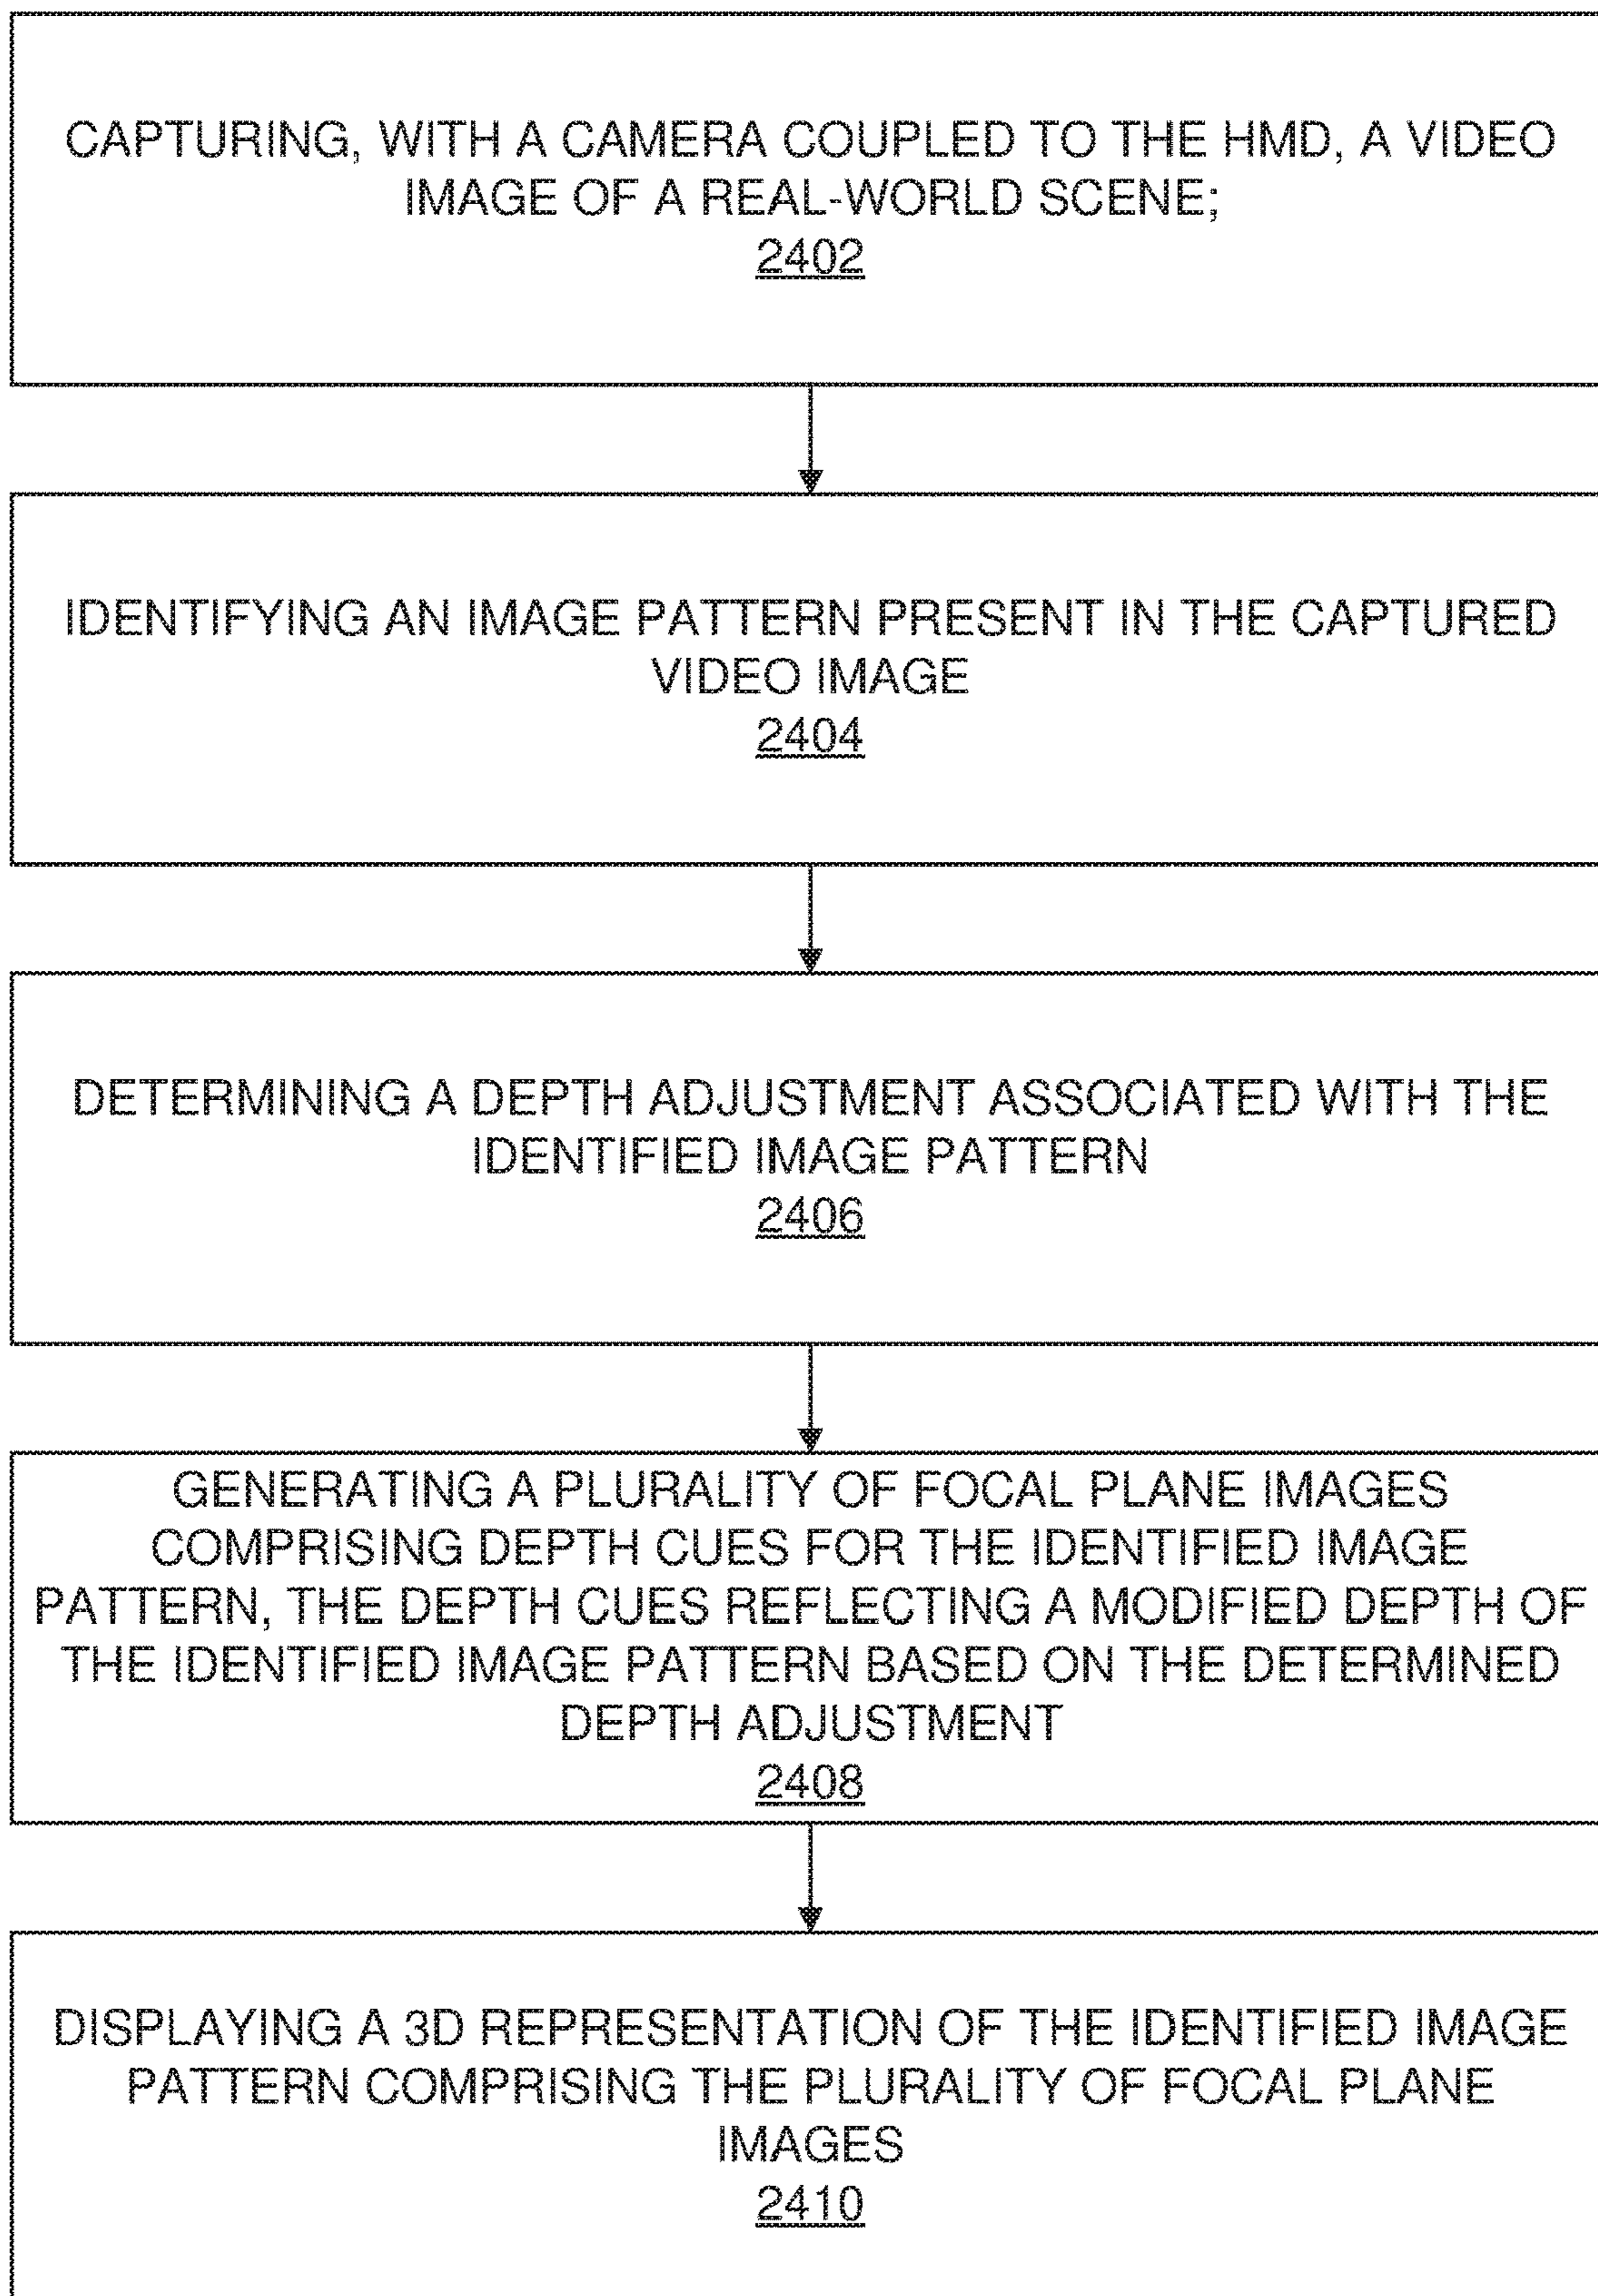 CAPTURING, WITH A CAMERA COUPLED TO THE HMD, A VIDEO
IMAGE OF A REAL-WORLD SCENE;
2402
IDENTIFYING AN IMAGE PATTERN PRESENT IN THE CAPTURED
VIDEO IMAGE
2404
DETERMINING A DEPTH ADJUSTMENT ASSOCIATED WITH THE
IDENTIFIED IMAGE PATTERN
2406
GENERATING A PLURALITY OF FOCAL PLANE IMAGES
COMPRISING DEPTH CUES FOR THE IDENTIFIED IMAGE
PATTERN, THE DEPTH CUES REFLECTING A MODIFIED DEPTH OF
THE IDENTIFIED IMAGE PATTERN BASED ON THE DETERMINED
DEPTH ADJUSTMENT
2408
DISPLAYING A 3D REPRESENTATION OF THE IDENTIFIED IMAGE
PATTERN COMPRISING THE PLURALITY OF FOCAL PLANE
IMAGES
2410